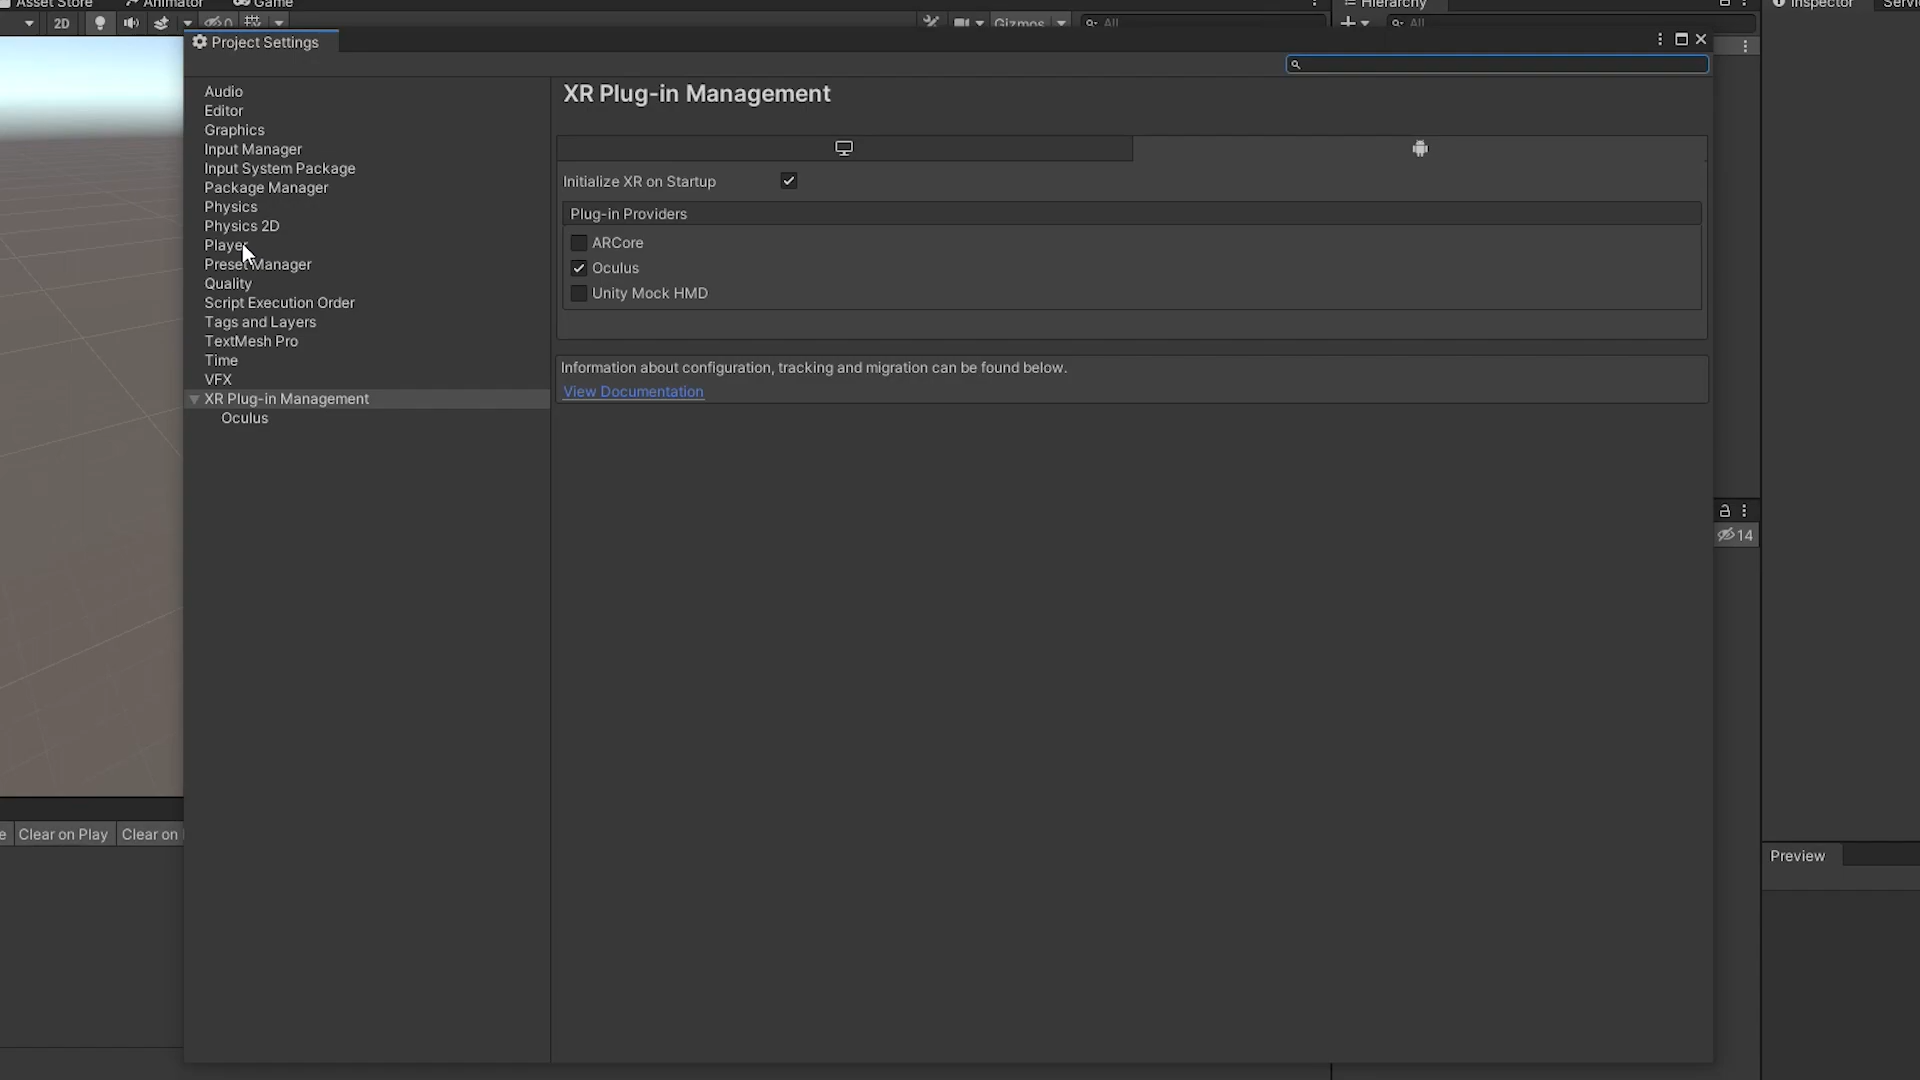 Asset Store Animator Game Hierarchy Inspector
2D 0 Gizmos All All
Project Settings
Audio
Editor
Graphics
Input Manager
Input System Package
Package Manager
Physics
Physics 2D
Player
Preset Manager
Quality
Script Execution Order
Tags and Layers
TextMesh Pro
Time
VFX
XR Plug-in Management
Oculus
XR Plug-in Management
Initialize XR on Startup
Plug-in Providers
ARCore
Oculus
Unity Mock HMD
Information about configuration, tracking and migration can be found below.
View Documentation
14
Clear on Play Clear on
Preview